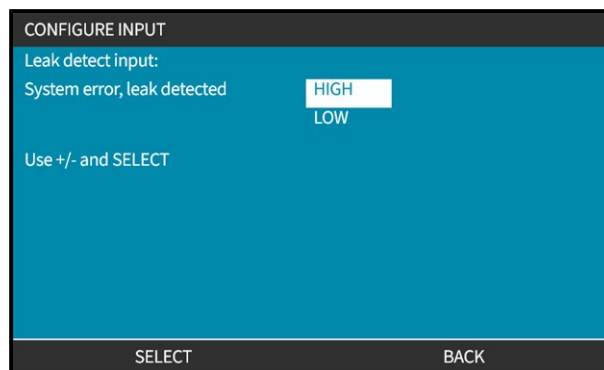 CONFIGURE INPUT
Leak detect input:
System error, leak detected HIGH
LOW
Use +/- and SELECT
SELECT BACK